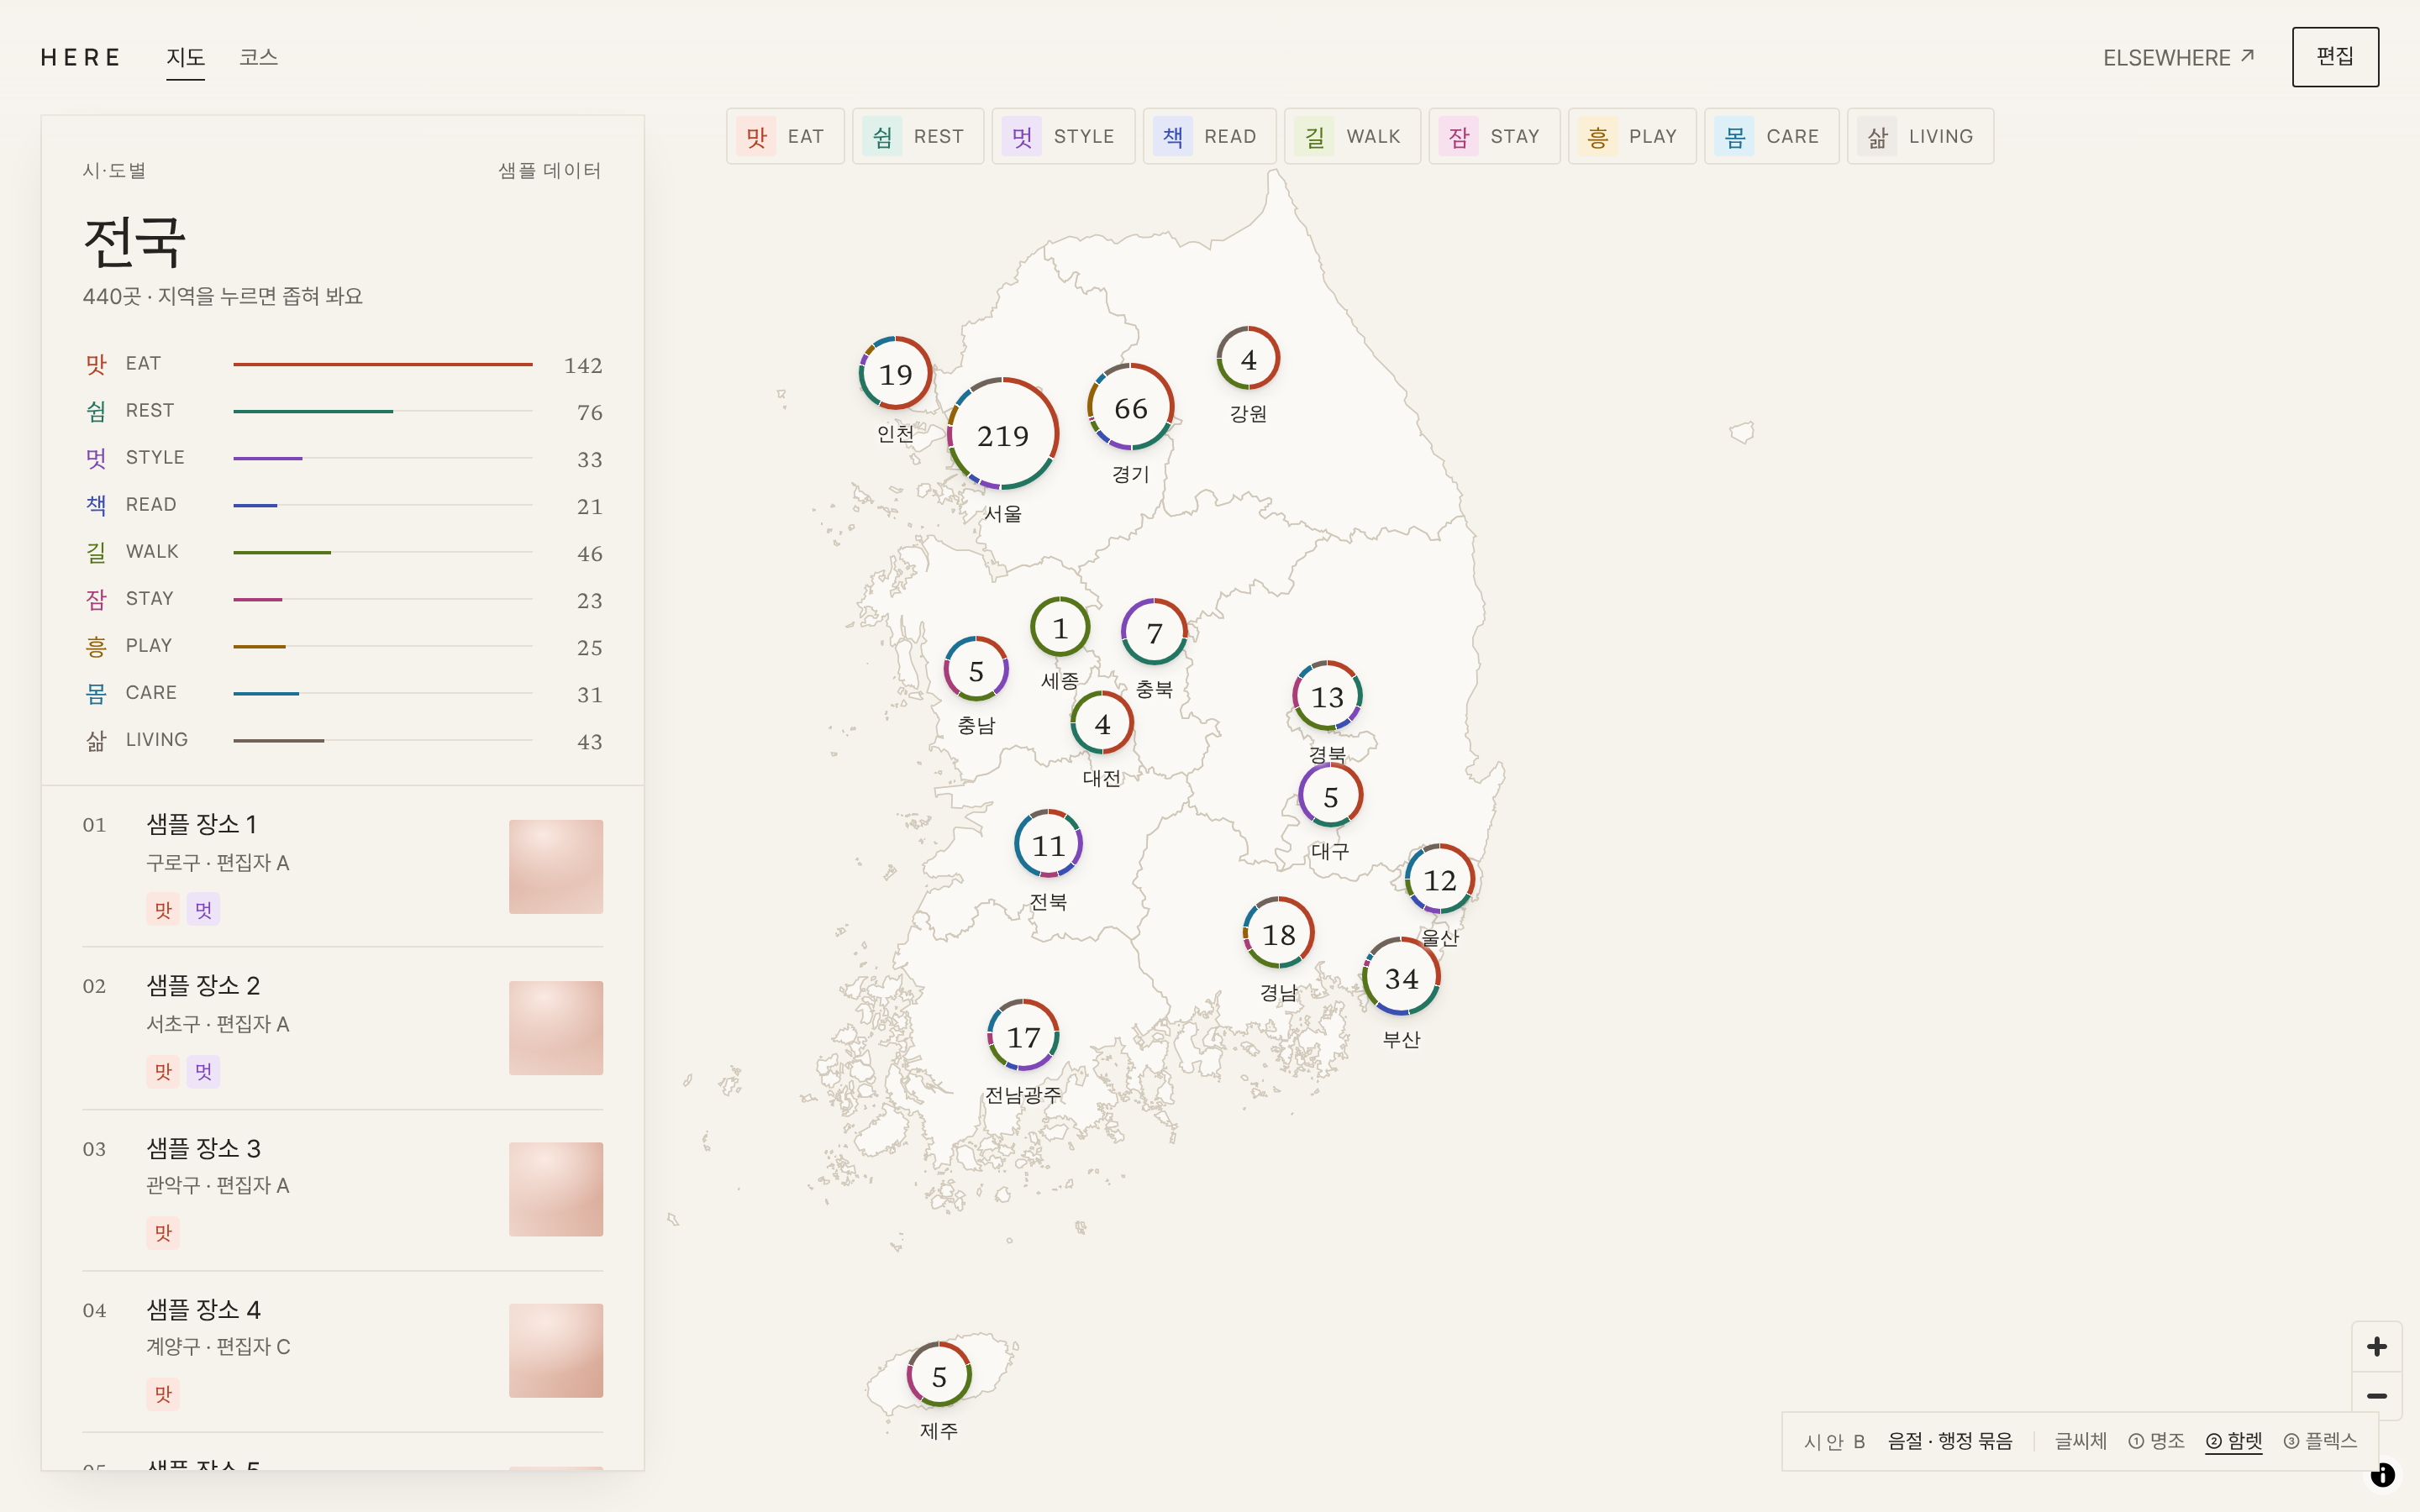 HERE 지도 코스 ELSEWHERE ↗ 편집
맛 EAT 쉼 REST 멋 STYLE 책 READ 길 WALK 잠 STAY 흥 PLAY 몸 CARE 삶 LIVING
시·도별 샘플 데이터
전국
440곳 · 지역을 누르면 좁혀 봐요
맛 EAT 142
쉼 REST 76
멋 STYLE 33
책 READ 21
길 WALK 46
잠 STAY 23
흥 PLAY 25
몸 CARE 31
삶 LIVING 43
01 샘플 장소 1
구로구 · 편집자 A
맛 멋
02 샘플 장소 2
서초구 · 편집자 A
맛 멋
03 샘플 장소 3
관악구 · 편집자 A
맛
04 샘플 장소 4
계양구 · 편집자 C
맛
05 샘플 장소 5
19
인천
219
서울
66
경기
4
강원
1
세종
7
충북
5
충남
4
대전
13
경북
5
대구
11
전북
12
울산
18
경남
34
부산
17
전남광주
5
제주
+
−
시안 B 음절 · 행정 묶음 글씨체 ① 명조 ② 함렛 ③ 플렉스